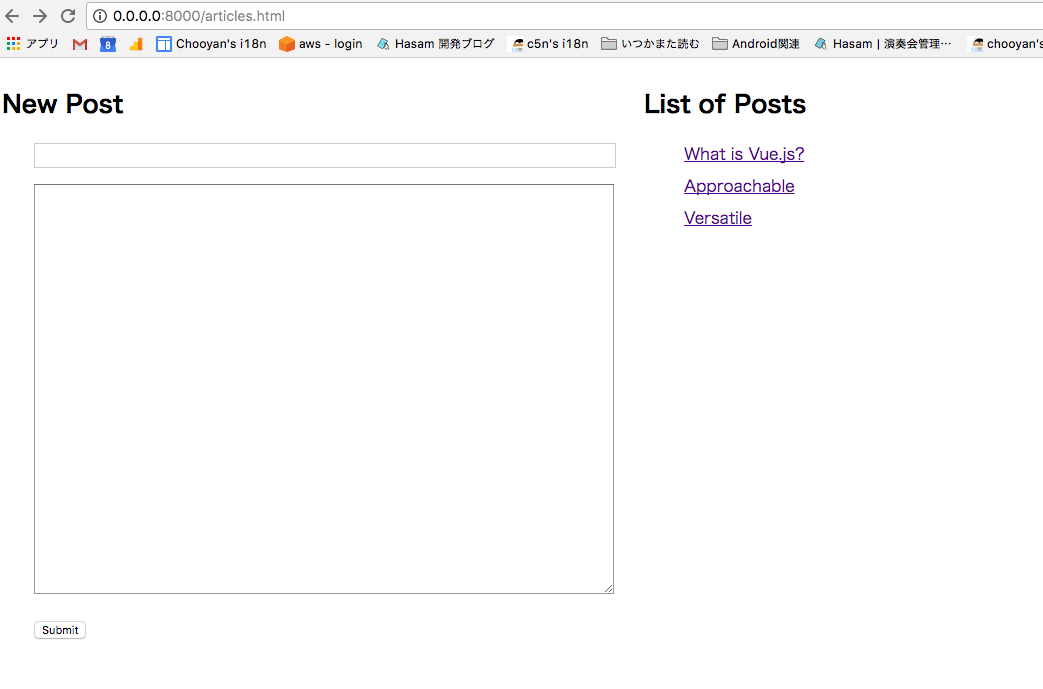 0.0.0.0:8000/articles.html
アプリ 8 Chooyan's i18n aws - login Hasam 開発ブログ c5n's i18n いつかまた読む Android関連 Hasam | 演奏会管理… chooyan's
New Post
List of Posts
What is Vue.js?
Approachable
Versatile
Submit